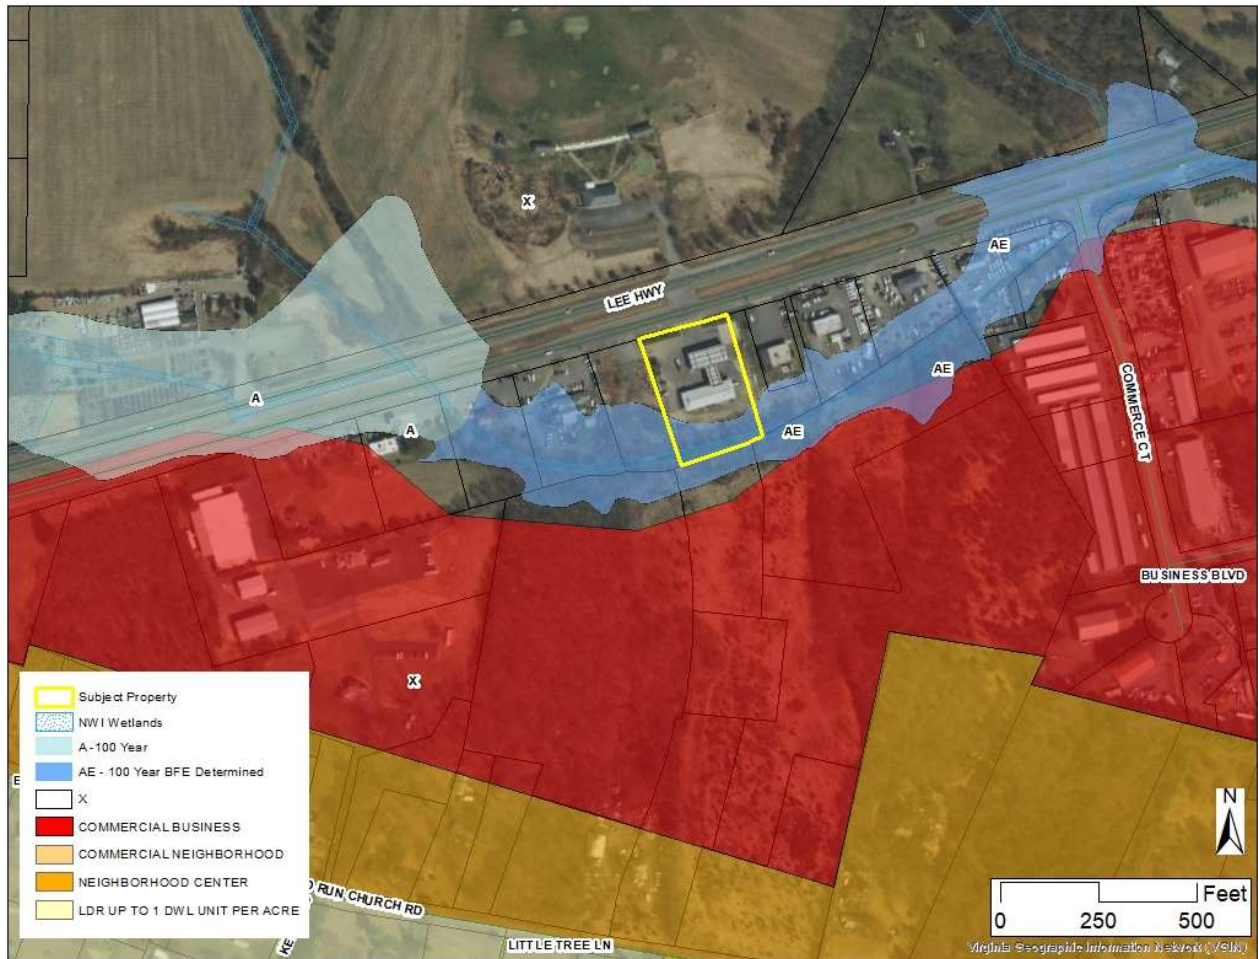 X
LEE HWY
AE
A
A
AE
AE
COMMERCE CT
BUSINESS BLVD
X
Subject Property
NWI Wetlands
A - 100 Year
AE - 100 Year BFE Determined
X
COMMERCIAL BUSINESS
COMMERCIAL NEIGHBORHOOD
NEIGHBORHOOD CENTER
LDR UP TO 1 DWL UNIT PER ACRE
RUN CHURCH RD
LITTLE TREE LN
N
Feet
0 250 500
Virginia Geographic Information Network (VGIN)